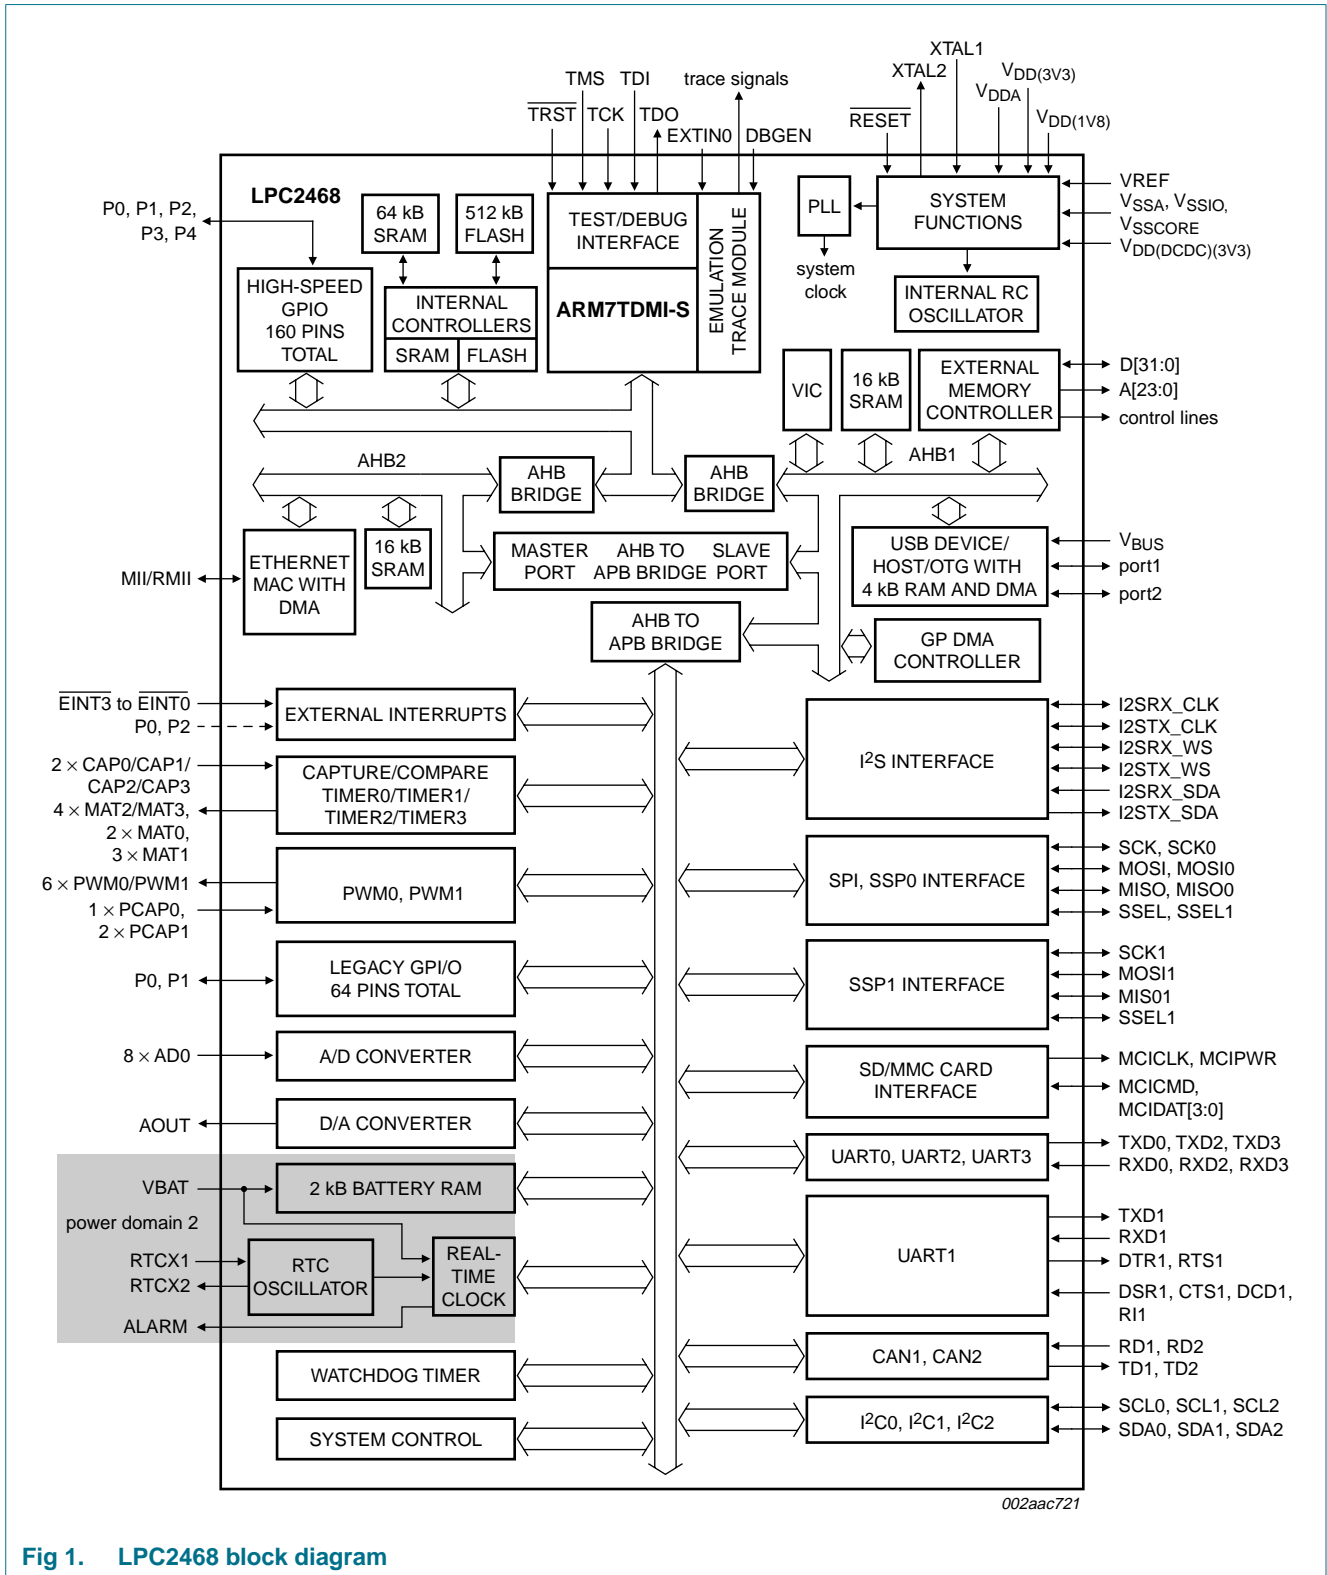 XTAL1
XTAL2
VDD(3V3)
VDDA
VDD(1V8)
TMS TDI trace signals
TRST TCK TDO
EXTIN0 DBGEN
RESET
LPC2468
P0, P1, P2,
P3, P4
64 kB
SRAM
512 kB
FLASH
TEST/DEBUG
INTERFACE
EMULATION
TRACE MODULE
PLL
SYSTEM
FUNCTIONS
VREF
VSSA, VSSIO,
VSSCORE
VDD(DCDC)(3V3)
system
clock
HIGH-SPEED
GPIO
160 PINS
TOTAL
INTERNAL
CONTROLLERS
SRAM FLASH
ARM7TDMI-S
INTERNAL RC
OSCILLATOR
VIC
16 kB
SRAM
EXTERNAL
MEMORY
CONTROLLER
D[31:0]
A[23:0]
control lines
AHB2
AHB
BRIDGE
AHB
BRIDGE
AHB1
ETHERNET
MAC WITH
DMA
16 kB
SRAM
MASTER
PORT
AHB TO
APB BRIDGE
SLAVE
PORT
USB DEVICE/
HOST/OTG WITH
4 kB RAM AND DMA
VBUS
port1
port2
MII/RMII
AHB TO
APB BRIDGE
GP DMA
CONTROLLER
EINT3 to EINT0
P0, P2
EXTERNAL INTERRUPTS
2 × CAP0/CAP1/
CAP2/CAP3
4 × MAT2/MAT3,
2 × MAT0,
3 × MAT1
CAPTURE/COMPARE
TIMER0/TIMER1/
TIMER2/TIMER3
6 × PWM0/PWM1
1 × PCAP0,
2 × PCAP1
PWM0, PWM1
P0, P1
LEGACY GPI/O
64 PINS TOTAL
8 × AD0
A/D CONVERTER
AOUT
D/A CONVERTER
VBAT
2 kB BATTERY RAM
power domain 2
RTCX1
RTCX2
RTC
OSCILLATOR
REAL-
TIME
CLOCK
ALARM
WATCHDOG TIMER
SYSTEM CONTROL
I2S INTERFACE
I2SRX_CLK
I2STX_CLK
I2SRX_WS
I2STX_WS
I2SRX_SDA
I2STX_SDA
SPI, SSP0 INTERFACE
SCK, SCK0
MOSI, MOSI0
MISO, MISO0
SSEL, SSEL1
SSP1 INTERFACE
SCK1
MOSI1
MIS01
SSEL1
SD/MMC CARD
INTERFACE
MCICLK, MCIPWR
MCICMD,
MCIDAT[3:0]
UART0, UART2, UART3
TXD0, TXD2, TXD3
RXD0, RXD2, RXD3
UART1
TXD1
RXD1
DTR1, RTS1
DSR1, CTS1, DCD1,
RI1
CAN1, CAN2
RD1, RD2
TD1, TD2
I2C0, I2C1, I2C2
SCL0, SCL1, SCL2
SDA0, SDA1, SDA2
002aac721
Fig 1. LPC2468 block diagram